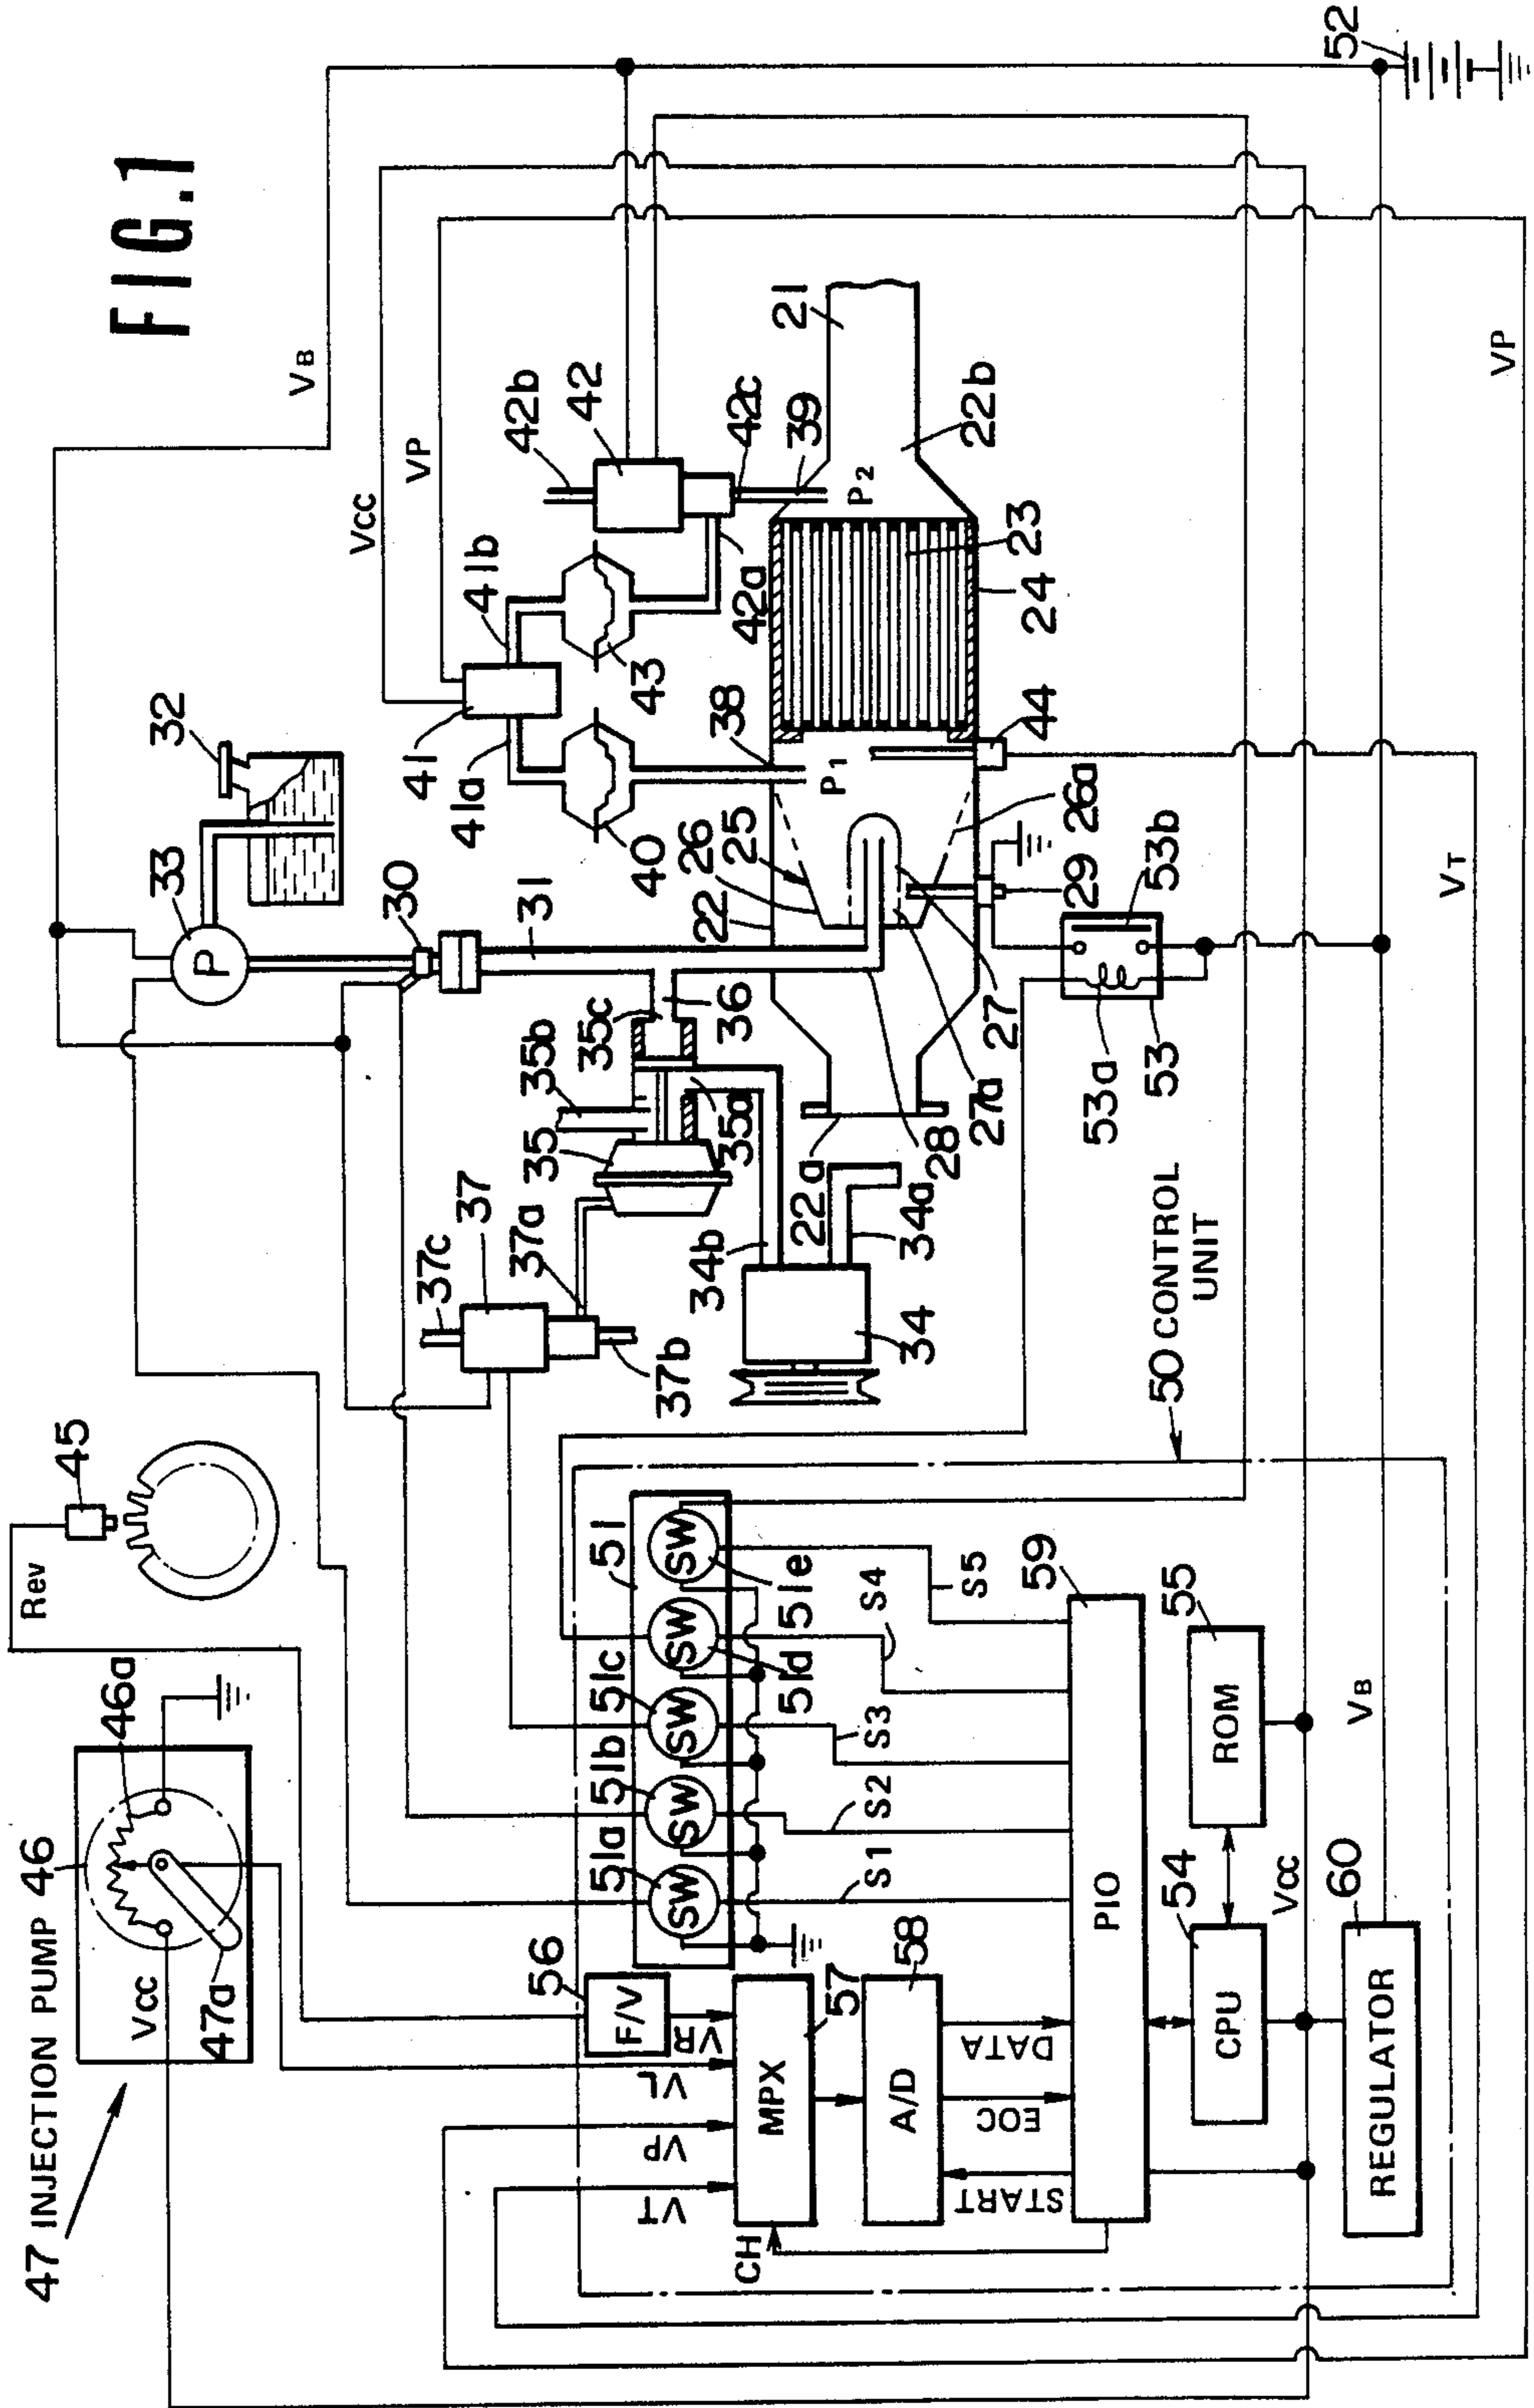 FIG.1
47 INJECTION PUMP 46
46a
VCC
47a
Rev
45
33
P
32
VB
30
31
VCC
VP
41
41a
41b
40
43
42b
42
42c
42a
39
38
37c
37
37a
37b
35
35b
35c
35a
36
34b
34a
34
22a
22
26
25
28
27a
27
26a
29
P1
P2
44
24
23
22b
21
53a
53
53b
52
VT
VP
50 CONTROL
UNIT
51
51a
51b
51c
51d
51e
SW
SW
SW
SW
SW
S1
S2
S3
S4
S5
56
F/V
VR
VL
VP
VT
CH
MPX
57
A/D
58
START
EOC
DATA
PIO
59
CPU
54
ROM
55
VCC
VB
REGULATOR
60